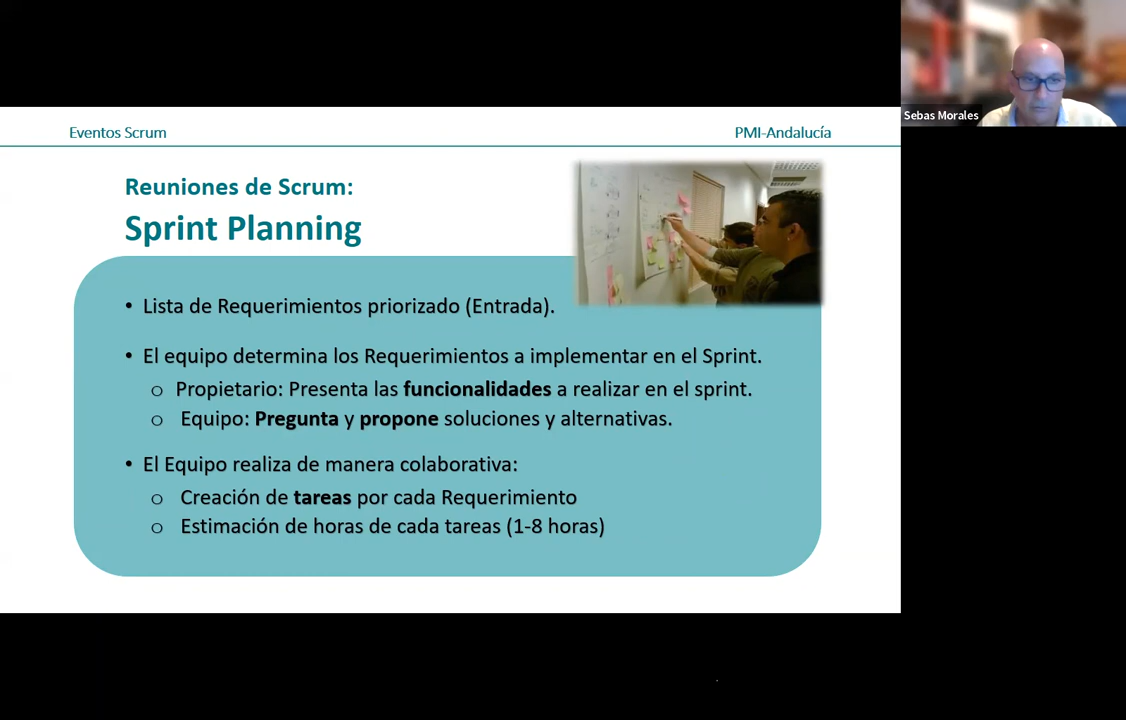 Sebas Morales
Eventos Scrum
PMI-Andalucía
Reuniones de Scrum:
Sprint Planning
• Lista de Requerimientos priorizado (Entrada).
• El equipo determina los Requerimientos a implementar en el Sprint.
o Propietario: Presenta las funcionalidades a realizar en el sprint.
o Equipo: Pregunta y propone soluciones y alternativas.
• El Equipo realiza de manera colaborativa:
o Creación de tareas por cada Requerimiento
o Estimación de horas de cada tareas (1-8 horas)